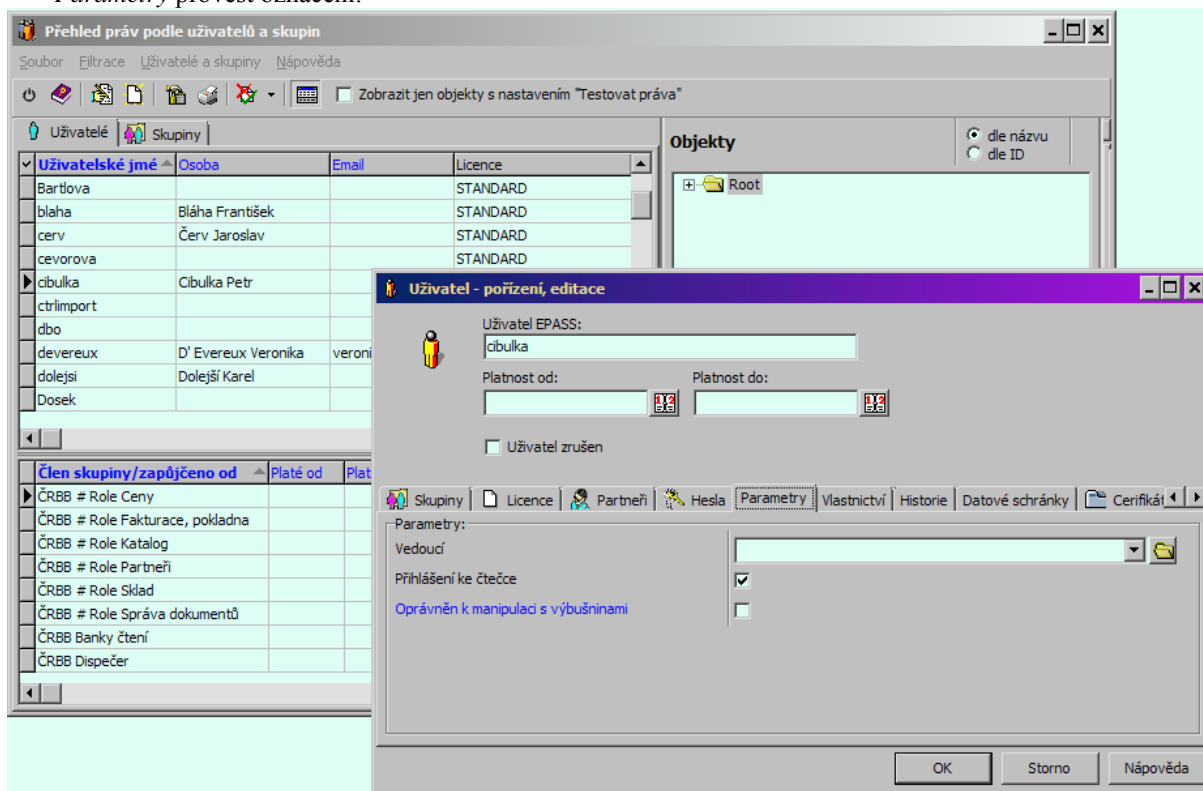 Parametry provést označení.
Přehled práv podle uživatelů a skupin
Soubor Filtrace Uživatelé a skupiny Nápověda
Zobrazit jen objekty s nastavením "Testovat práva"
Uživatelé Skupiny
Uživatelské jmé Osoba Email Licence
Bartlova STANDARD
blaha Bláha František STANDARD
cerv Červ Jaroslav STANDARD
cevorova STANDARD
cibulka Cibulka Petr
ctrlimport
dbo
devereux D' Evereux Veronika veroni
dolejsi Dolejší Karel
Dosek
Člen skupiny/zapůjčeno od Platé od Plat
ČRBB # Role Ceny
ČRBB # Role Fakturace, pokladna
ČRBB # Role Katalog
ČRBB # Role Partneři
ČRBB # Role Sklad
ČRBB # Role Správa dokumentů
ČRBB Banky čtení
ČRBB Dispečer
Objekty
dle názvu
dle ID
Root
Uživatel - pořízení, editace
Uživatel EPASS:
cibulka
Platnost od: Platnost do:
Uživatel zrušen
Skupiny Licence Partneři Hesla Parametry Vlastnictví Historie Datové schránky Cerifikát
Parametry:
Vedoucí
Přihlášení ke čtečce
Oprávněn k manipulaci s výbušninami
OK Storno Nápověda